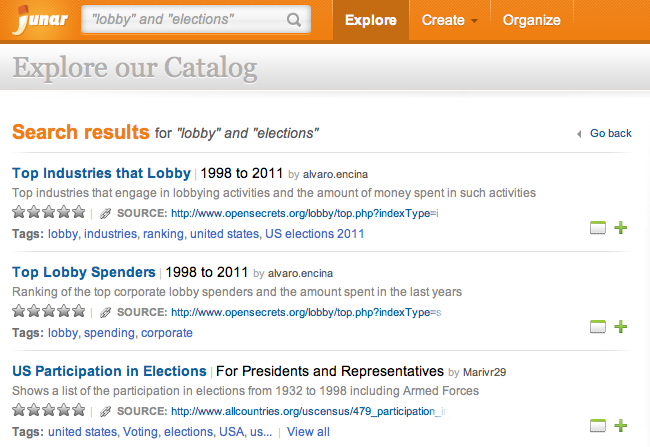 junar
"lobby" and "elections"
Explore
Create
Organize
Explore our Catalog
Search results for "lobby" and "elections"
Go back
Top Industries that Lobby | 1998 to 2011 by alvaro.encina
Top industries that engage in lobbying activities and the amount of money spent in such activities
| SOURCE: http://www.opensecrets.org/lobby/top.php?indexType=i
Tags: lobby, industries, ranking, united states, US elections 2011
Top Lobby Spenders | 1998 to 2011 by alvaro.encina
Ranking of the top corporate lobby spenders and the amount spent in the last years
| SOURCE: http://www.opensecrets.org/lobby/top.php?indexType=s
Tags: lobby, spending, corporate
US Participation in Elections | For Presidents and Representatives by Marivr29
Shows a list of the participation in elections from 1932 to 1998 including Armed Forces
| SOURCE: http://www.allcountries.org/uscensus/479_participation_i
Tags: united states, Voting, elections, USA, us... | View all